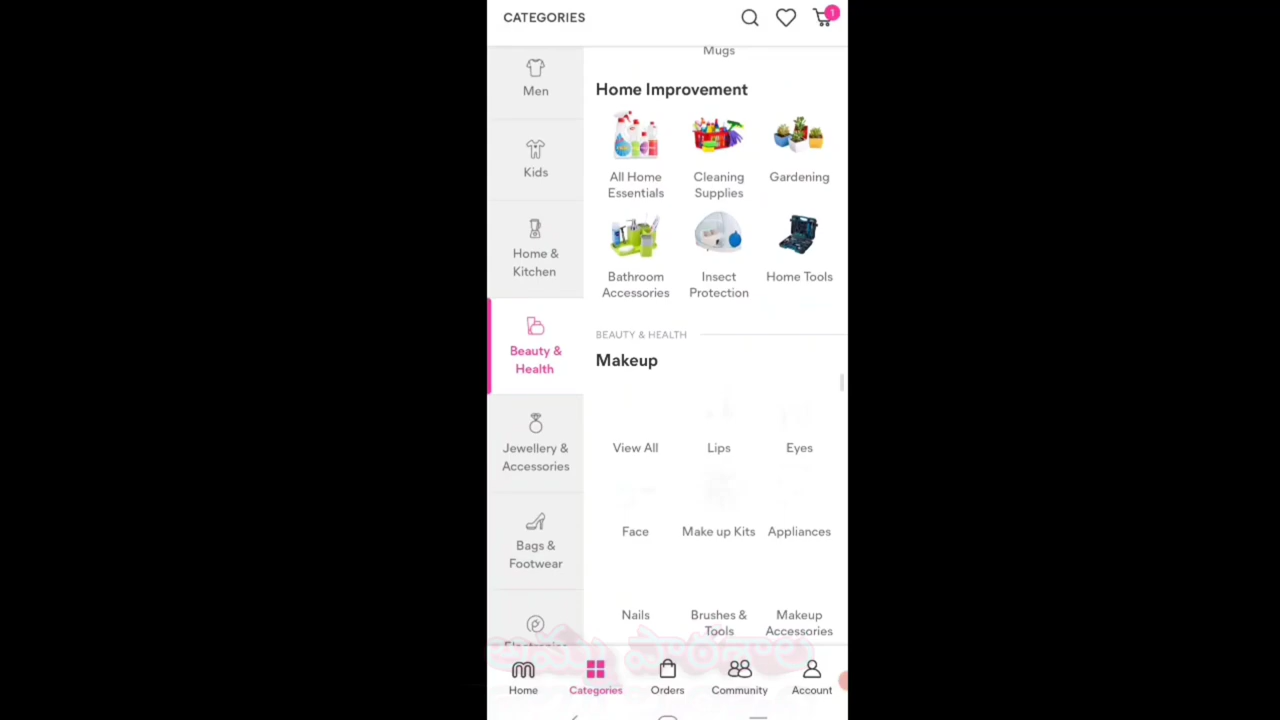 CATEGORIES
1
Men
Kids
Home &
Kitchen
Beauty &
Health
Jewellery &
Accessories
Bags &
Footwear
Electronics
Mugs
Home Improvement
All Home
Essentials
Cleaning
Supplies
Gardening
Bathroom
Accessories
Insect
Protection
Home Tools
BEAUTY & HEALTH
Makeup
View All
Lips
Eyes
Face
Make up Kits
Appliances
Nails
Brushes &
Tools
Makeup
Accessories
Home
Categories
Orders
Community
Account